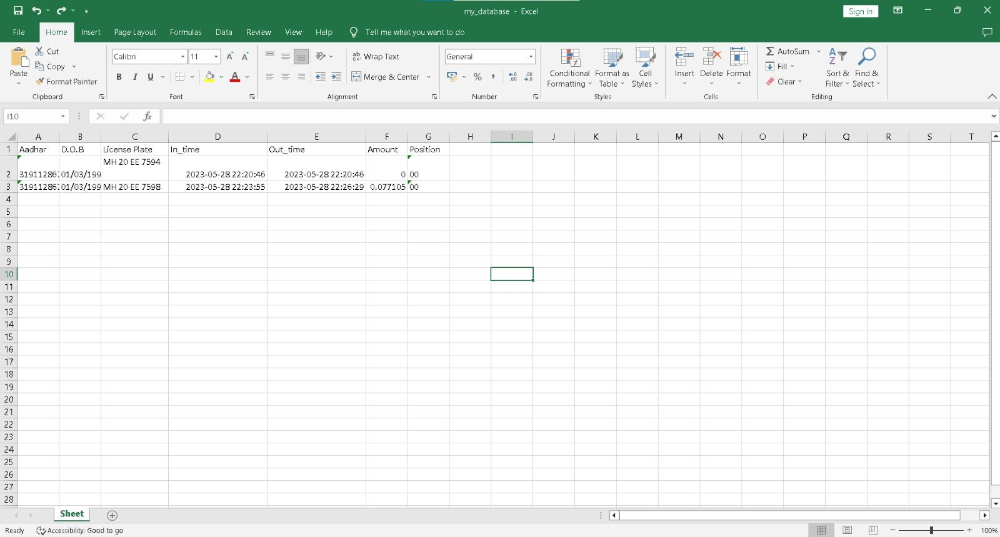 my_database - Excel
Sign in
File Home Insert Page Layout Formulas Data Review View Help Tell me what you want to do
Paste
Cut
Copy
Format Painter
Clipboard
Calibri 11
B I U
Font
Wrap Text
Merge & Center
Alignment
General
% ,
Number
Conditional Formatting
Format as Table
Cell Styles
Styles
Insert Delete Format
Cells
AutoSum
Fill
Clear
Sort & Filter
Find & Select
Editing
I10 fx
A B C D E F G H I J K L M N O P Q R S T
1 Aadhar D.O.B License Plate In_time Out_time Amount Position
MH 20 EE 7594
2 31911286 01/03/199 2023-05-28 22:20:46 2023-05-28 22:20:46 0 00
3 31911286 01/03/199 MH 20 EE 7598 2023-05-28 22:23:55 2023-05-28 22:26:29 0.077105 00
4
5
6
7
8
9
10
11
12
13
14
15
16
17
18
19
20
21
22
23
24
25
26
27
28
Sheet
Ready Accessibility: Good to go 100%